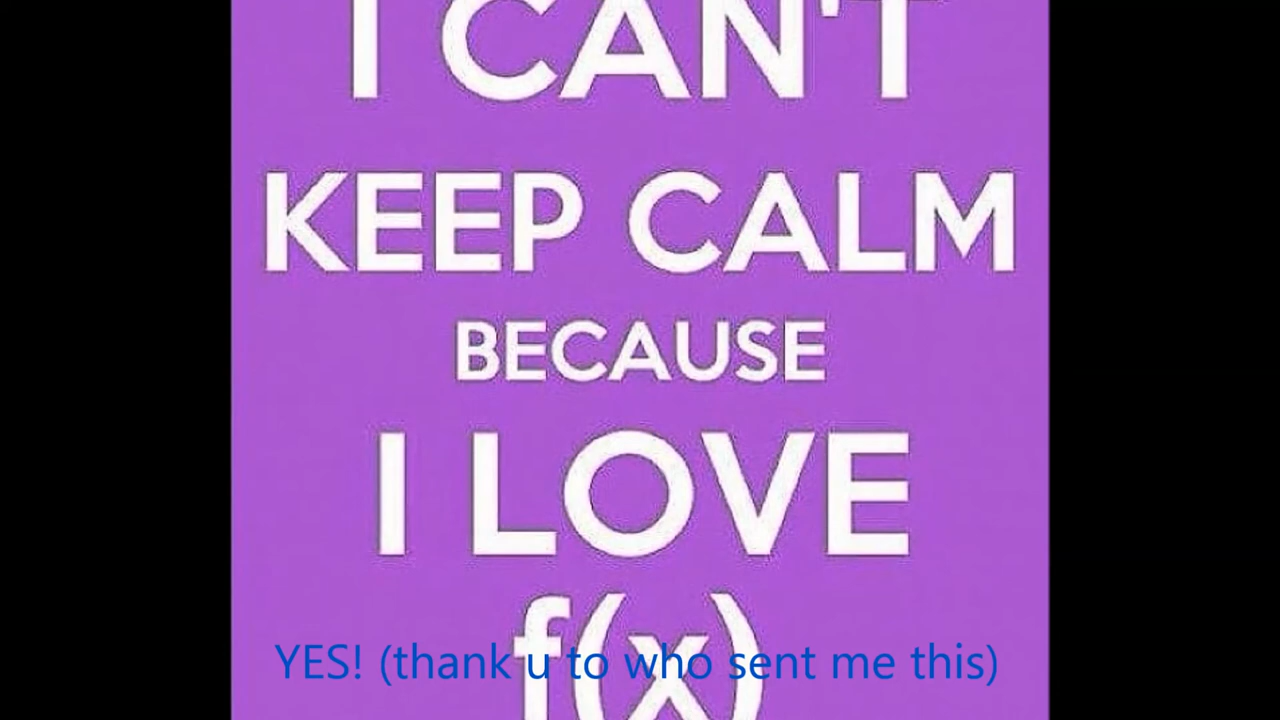 I CAN'T
KEEP CALM
BECAUSE
I LOVE
f(x)
YES! (thank u to who sent me this)